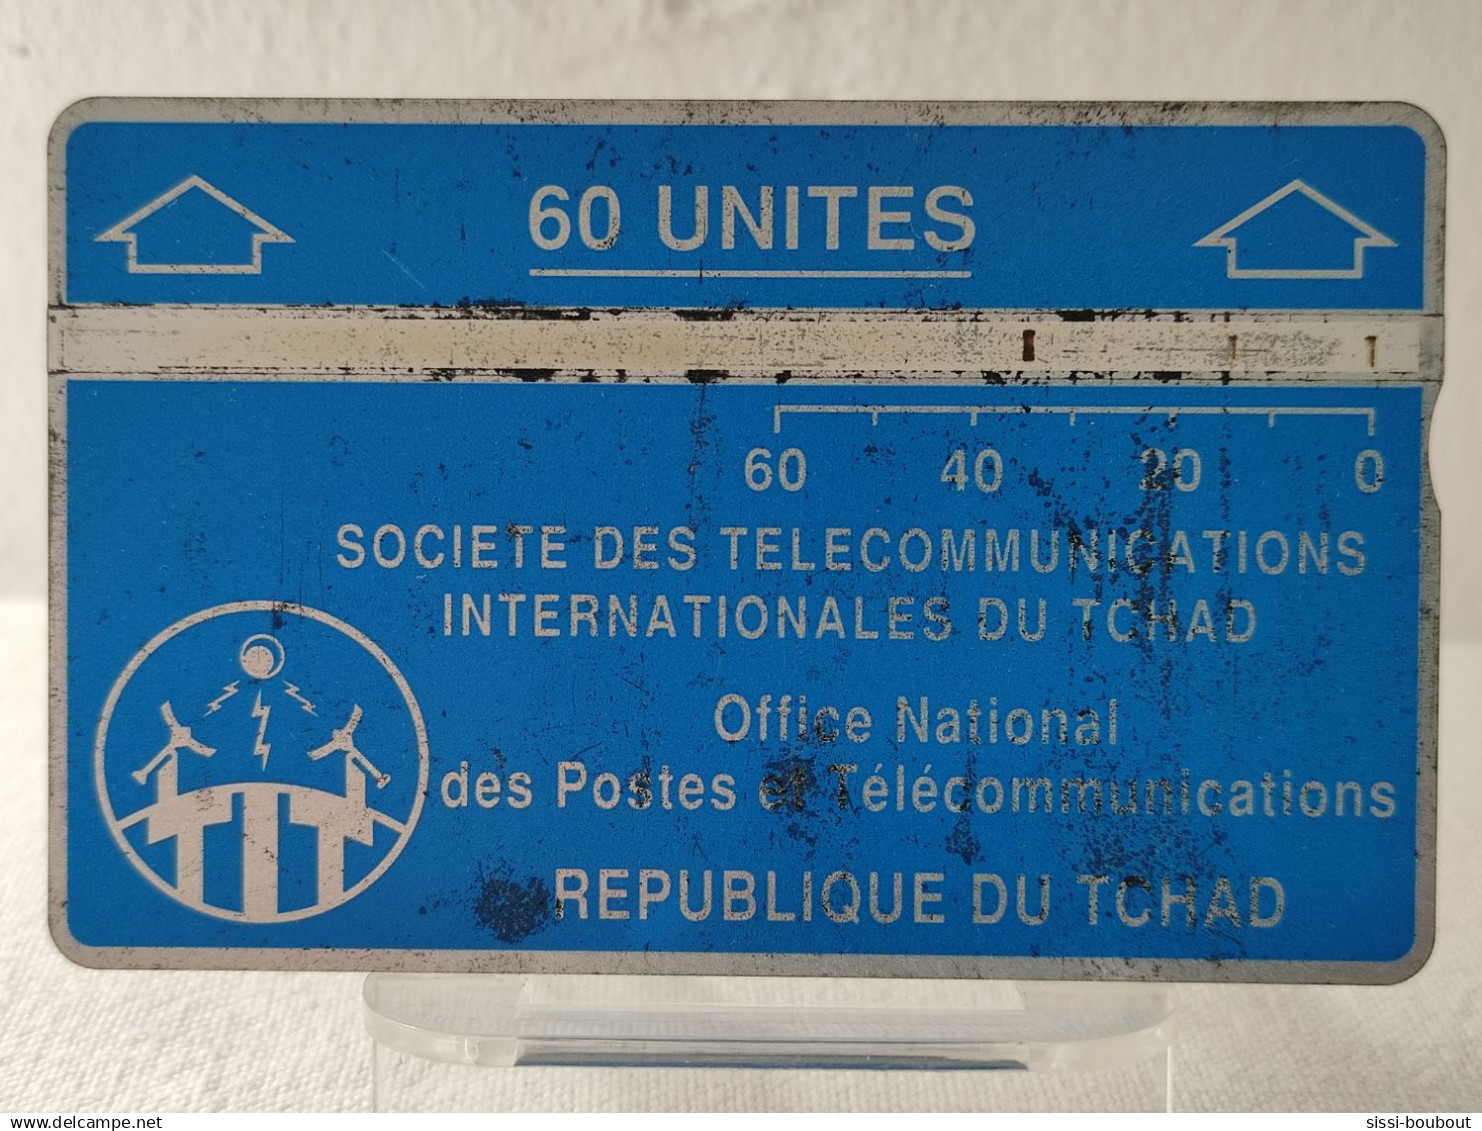 60 UNITES
60 40 20 0
SOCIETE DES TELECOMMUNICATIONS
INTERNATIONALES DU TCHAD
Office National
des Postes et Télécommunications
REPUBLIQUE DU TCHAD
TIT
delcampe.net
sissi-boubout